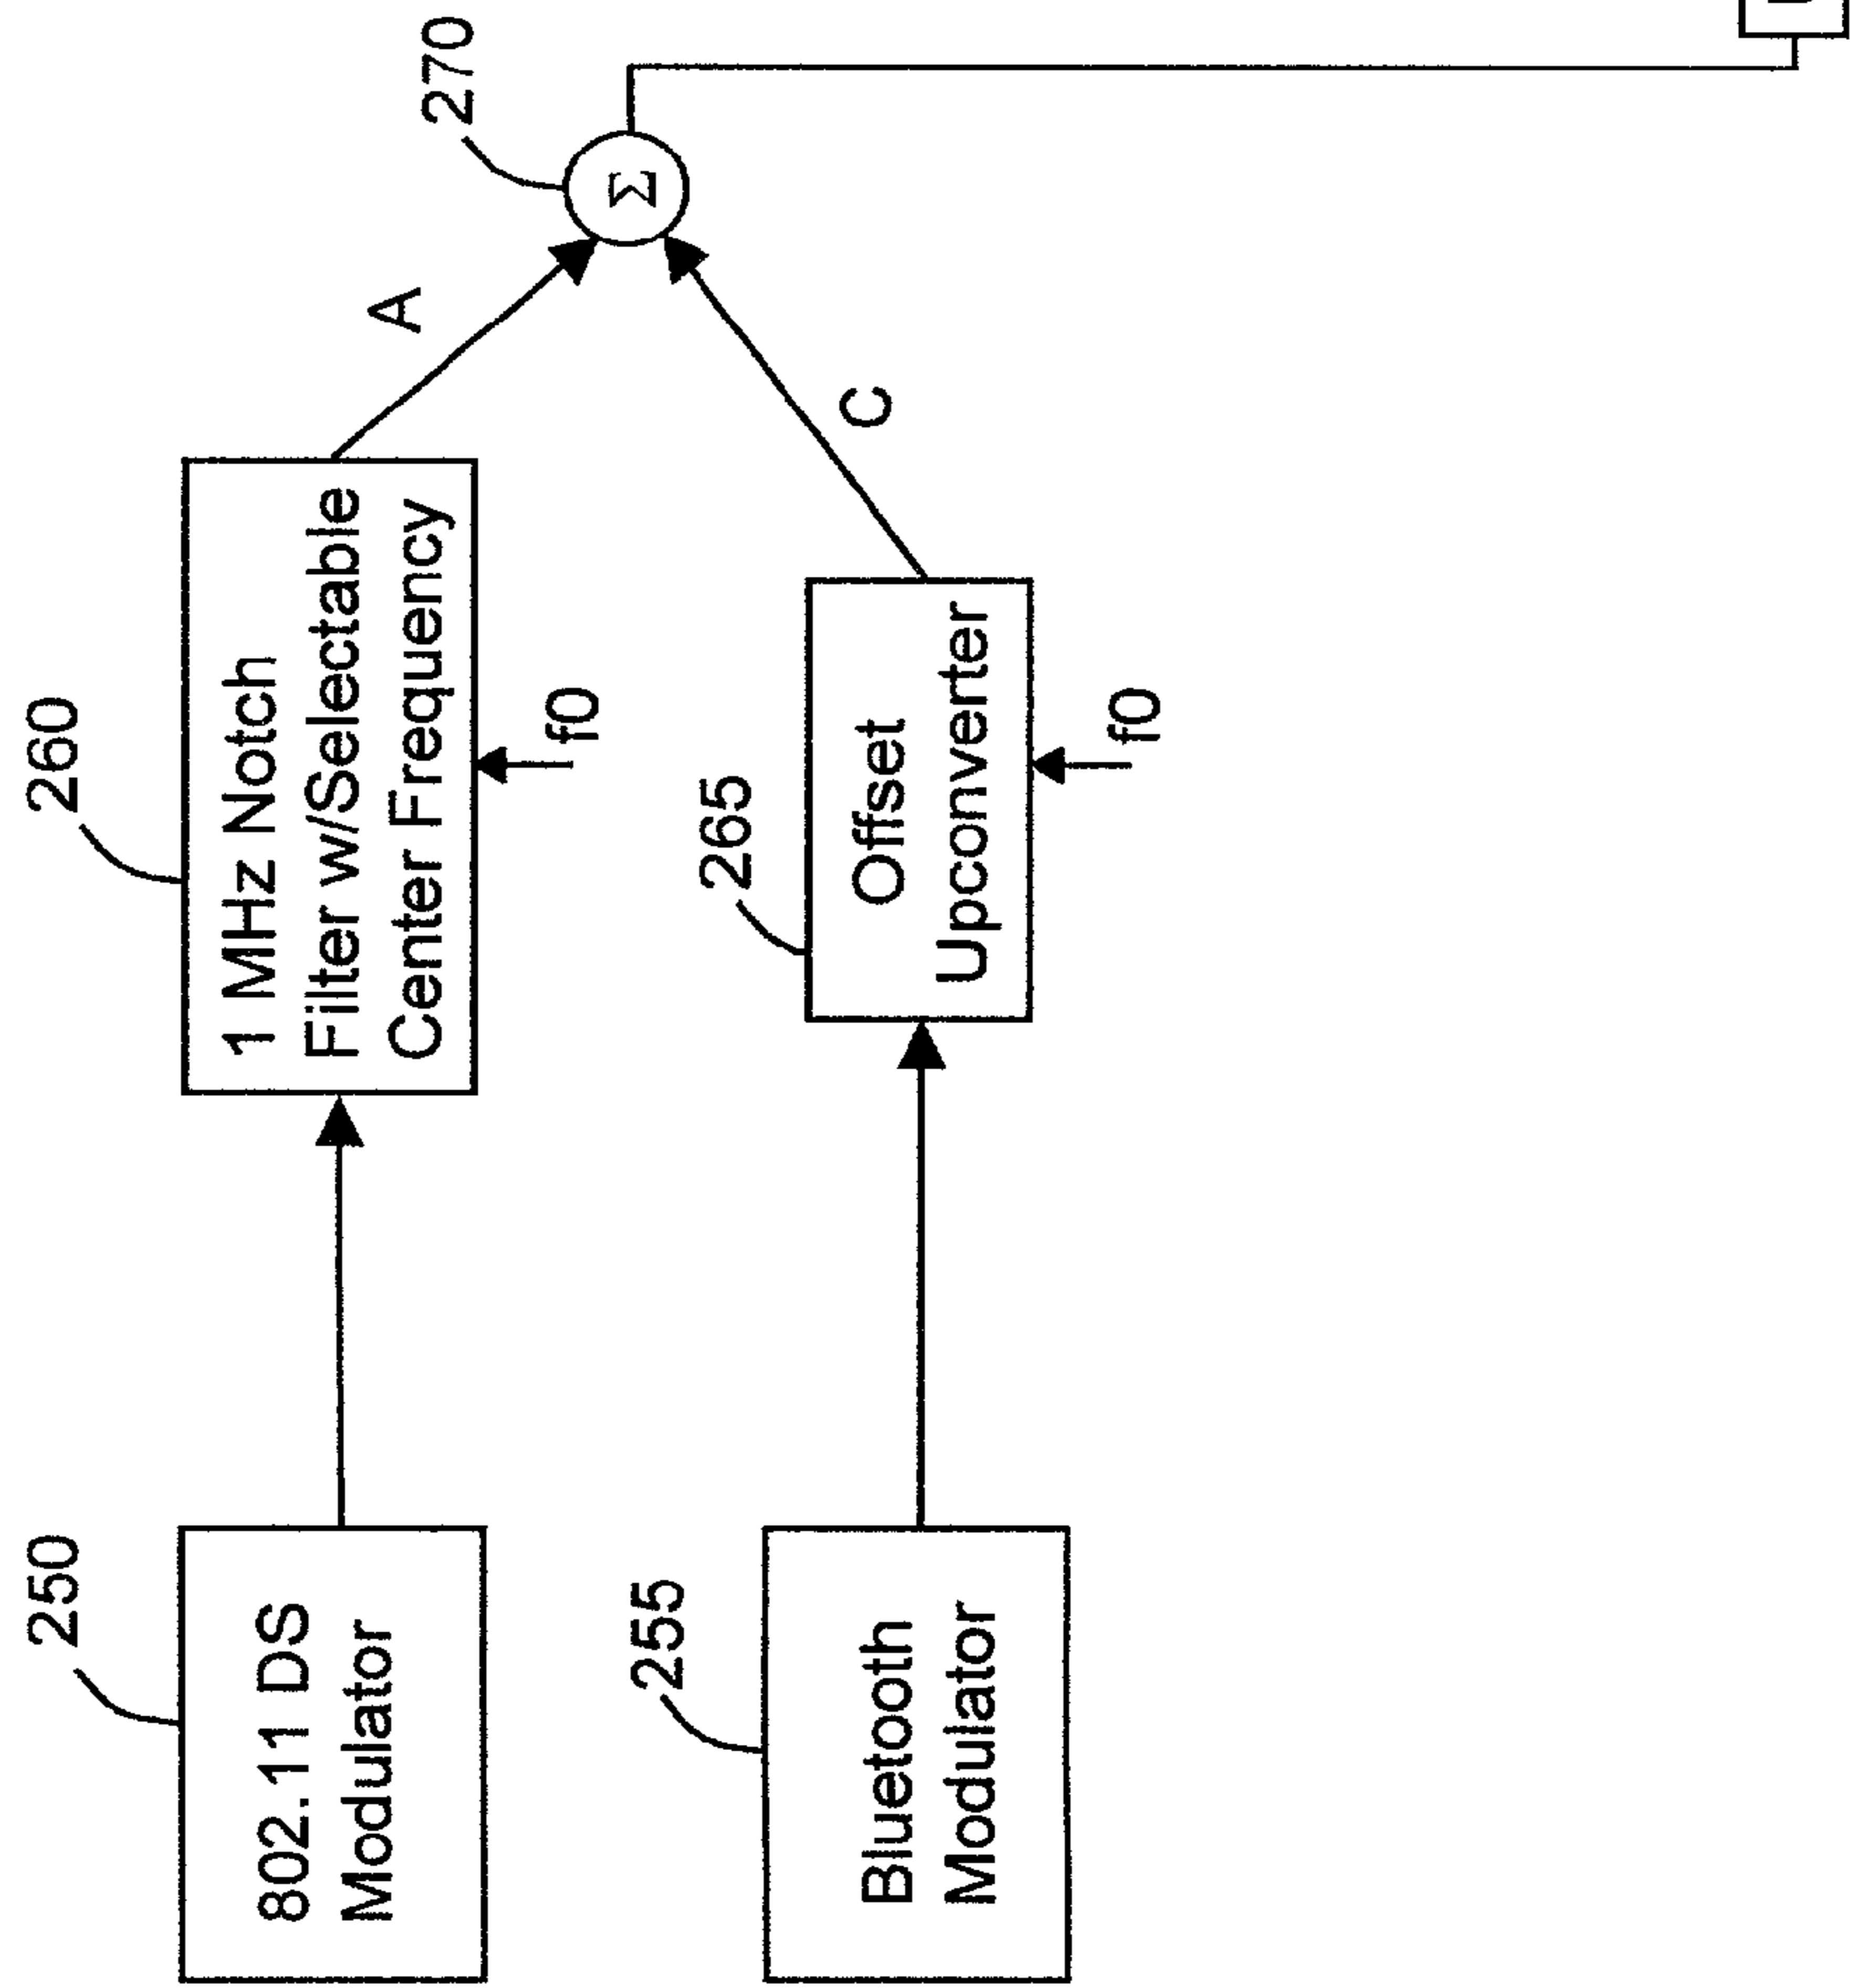 250
802.11 DS
Modulator
260
1 MHz Notch
Filter w/Selectable
Center Frequency
f0
A
270
Σ
255
Bluetooth
Modulator
265
Offset
Upconverter
f0
C